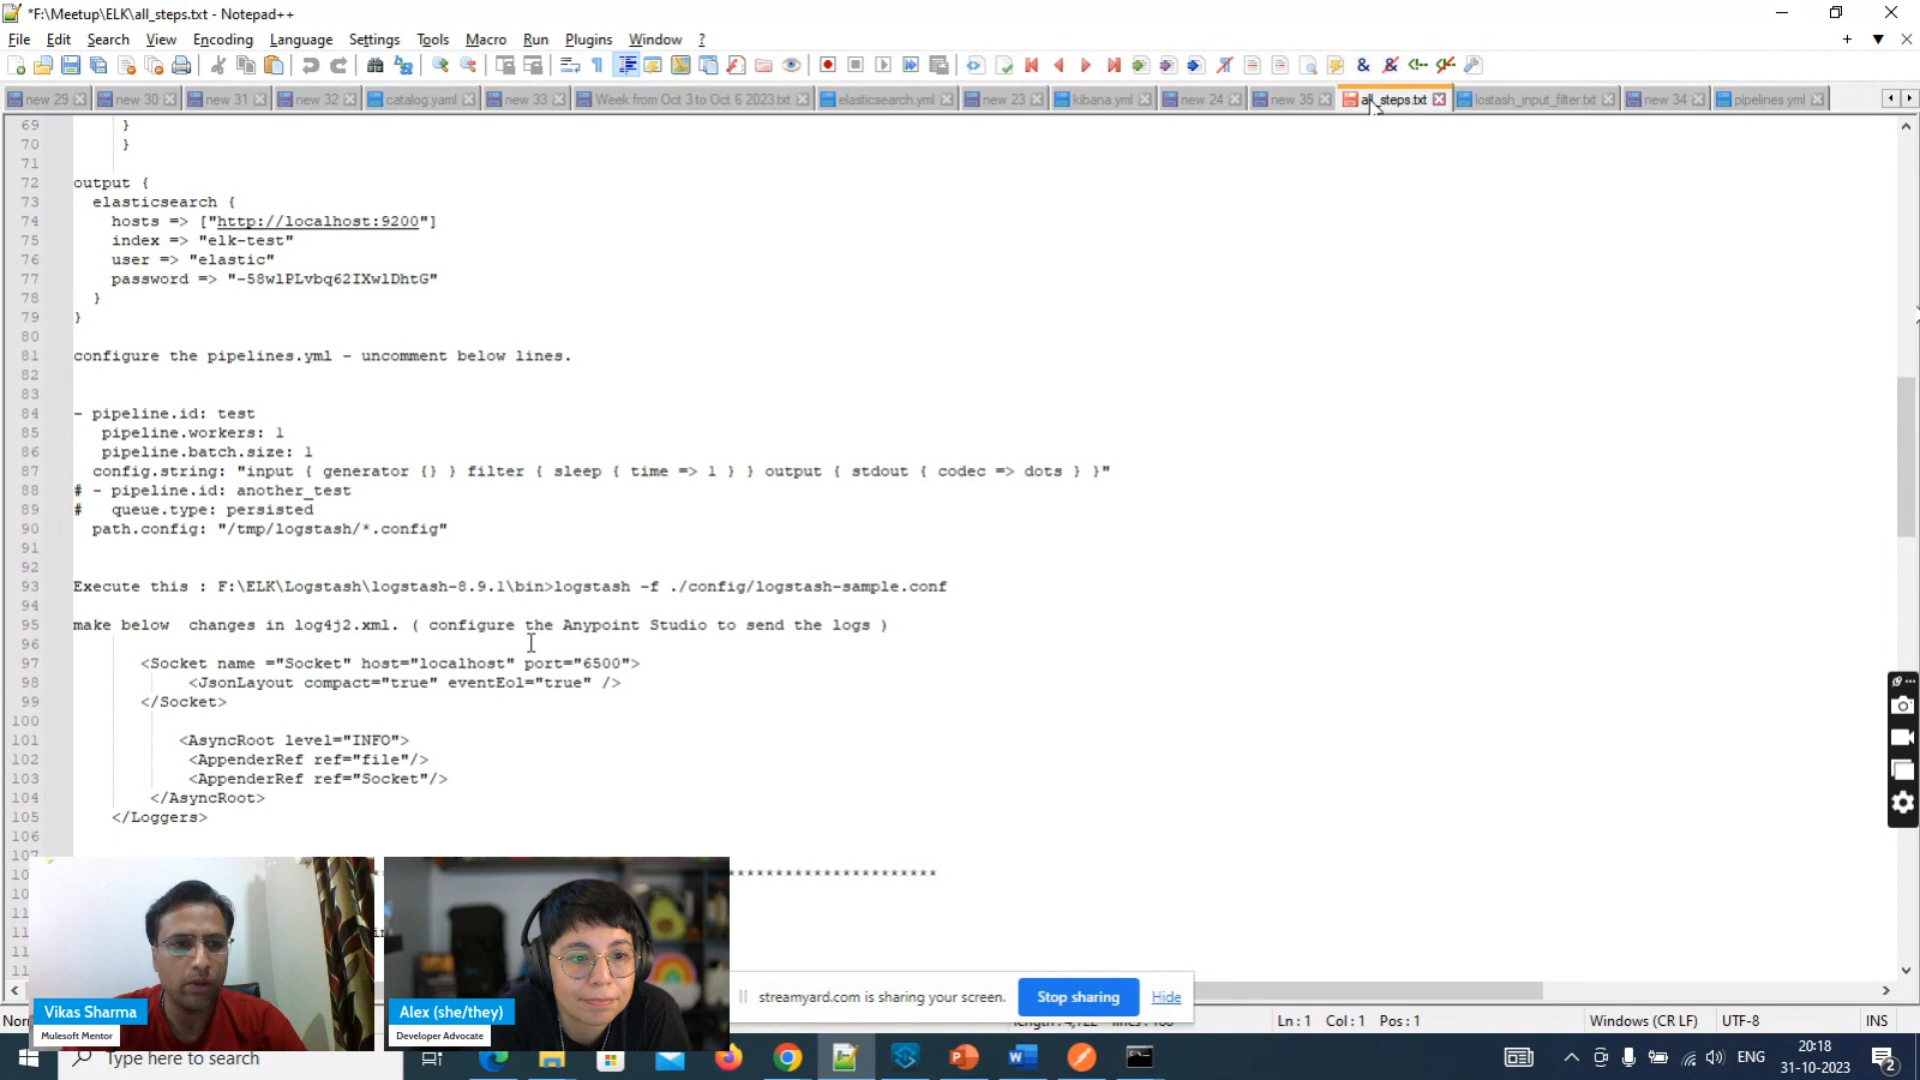 *F:\Meetup\ELK\all_steps.txt - Notepad++
File Edit Search View Encoding Language Settings Tools Macro Run Plugins Window ?
new 29 new 30 new 31 new 32 catalog.yaml new 33 Week from Oct 3 to Oct 6 2023.txt elasticsearch.yml new 23 kibana.yml new 24 new 35 all_steps.txt lostash_input_filter.txt new 34 pipelines.yml
69 }
70 }
71
72 output {
73 elasticsearch {
74 hosts => ["http://localhost:9200"]
75 index => "elk-test"
76 user => "elastic"
77 password => "-58wlPLvbq62IXwlDhtG"
78 }
79 }
80
81 configure the pipelines.yml - uncomment below lines.
82
83
84 - pipeline.id: test
85 pipeline.workers: 1
86 pipeline.batch.size: 1
87 config.string: "input { generator {} } filter { sleep { time => 1 } } output { stdout { codec => dots } }"
88 # - pipeline.id: another_test
89 # queue.type: persisted
90 path.config: "/tmp/logstash/*.config"
91
92
93 Execute this : F:\ELK\Logstash\logstash-8.9.1\bin>logstash -f ./config/logstash-sample.conf
94
95 make below changes in log4j2.xml. ( configure the Anypoint Studio to send the logs )
96
97 <Socket name ="Socket" host="localhost" port="6500">
98 <JsonLayout compact="true" eventEol="true" />
99 </Socket>
100
101 <AsyncRoot level="INFO">
102 <AppenderRef ref="file"/>
103 <AppenderRef ref="Socket"/>
104 </AsyncRoot>
105 </Loggers>
106
**********************
Vikas Sharma
Mulesoft Mentor
Alex (she/they)
Developer Advocate
streamyard.com is sharing your screen. Stop sharing Hide
Ln : 1 Col : 1 Pos : 1 Windows (CR LF) UTF-8 INS
Type here to search
ENG
20:18
31-10-2023
2